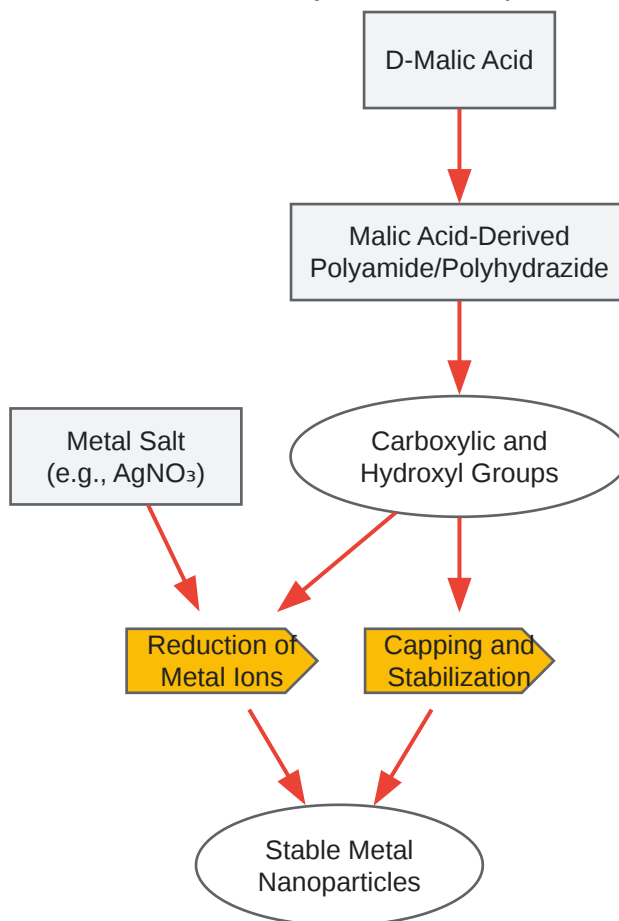 D-Malic Acid
Malic Acid-Derived
Polyamide/Polyhydrazide
Metal Salt
(e.g., AgNO₃)
Carboxylic and
Hydroxyl Groups
Reduction of
Metal Ions
Capping and
Stabilization
Stable Metal
Nanoparticles